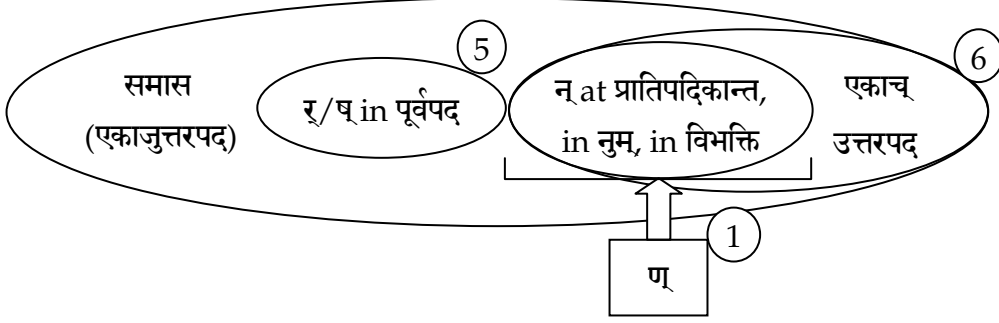 5
6
समास
(एकाजुत्तरपद)
र्/ष् in पूर्वपद
न् at प्रातिपदिकान्त,
in नुम्, in विभक्ति
एकाच्
उत्तरपद
1
ण्